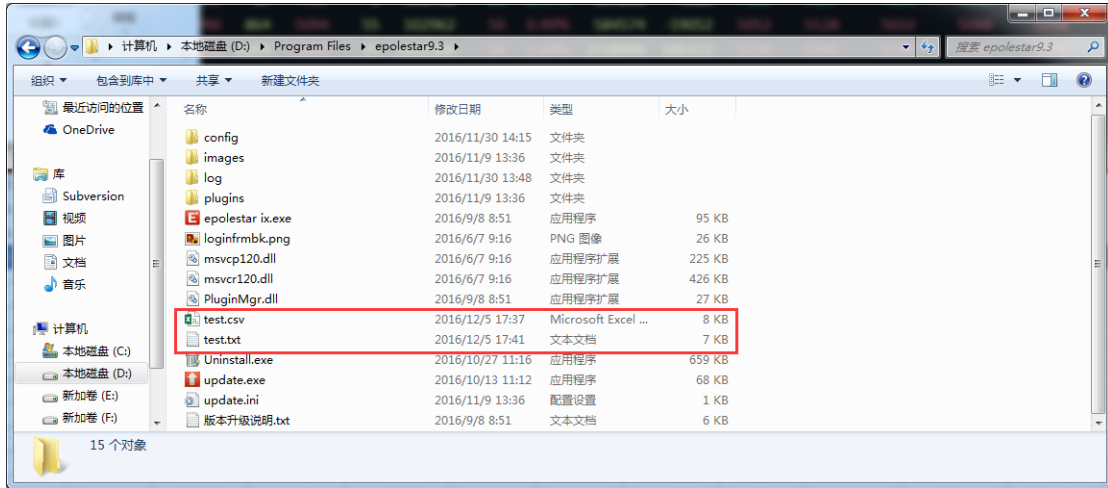 计算机 本地磁盘 (D:) Program Files epolestar9.3 搜索 epolestar9.3
组织 包含到库中 共享 新建文件夹
最近访问的位置
OneDrive
库
Subversion
视频
图片
文档
音乐
计算机
本地磁盘 (C:)
本地磁盘 (D:)
新加卷 (E:)
新加卷 (F:)
名称 修改日期 类型 大小
config 2016/11/30 14:15 文件夹
images 2016/11/9 13:36 文件夹
log 2016/11/30 13:48 文件夹
plugins 2016/11/9 13:36 文件夹
epolestar ix.exe 2016/9/8 8:51 应用程序 95 KB
loginfrmbk.png 2016/6/7 9:16 PNG 图像 26 KB
msvcp120.dll 2016/6/7 9:16 应用程序扩展 225 KB
msvcr120.dll 2016/6/7 9:16 应用程序扩展 426 KB
PluginMgr.dll 2016/9/8 8:51 应用程序扩展 27 KB
test.csv 2016/12/5 17:37 Microsoft Excel ... 8 KB
test.txt 2016/12/5 17:41 文本文档 7 KB
Uninstall.exe 2016/10/27 11:16 应用程序 659 KB
update.exe 2016/10/13 11:12 应用程序 68 KB
update.ini 2016/11/9 13:36 配置设置 1 KB
版本升级说明.txt 2016/9/8 8:51 文本文档 6 KB
15 个对象